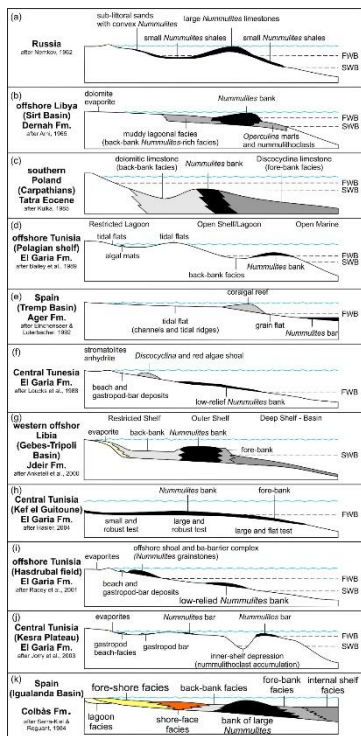 (a)
sub-littoral sands
with convex Nummulites
large Nummulites limestones
small Nummulites shales
small Nummulites shales
Russia
after Nemkov, 1962
FWB
SWB
(b)
offshore Libya
(Sirt Basin)
Dernah Fm.
after Arni, 1965
dolomite
evaporite
Nummulites
bank
muddy lagoonal facies
(back-bank Nummulites-rich facies)
Operculina marls
and nummulithoclasts
FWB
SWB
(c)
southern
Poland
(Carpathians)
Tatra Eocene
after Kulka, 1985
dolomitic limestone
(back-bank facies)
Nummulites bank
Discocyclina limestone
(fore-bank facies)
FWB
SWB
(d)
offshore Tunisia
(Pelagian shelf)
El Garia Fm.
after Bailey et al., 1989
Restricted Lagoon
Open Shelf/Lagoon
Open Marine
tidal flats
tidal flats
algal mats
Nummulites bank
back-bank facies
FWB
SWB
(e)
Spain
(Tremp Basin)
Ager Fm.
after Eichenseer &
Luterbacher, 1992
coralgal reef
tidal flat
(channels and tidal ridges)
grain flat
Nummulites bar
FWB
(f)
Central Tunesia
El Garia Fm.
after Loucks et al., 1998
stromatolites
anhydrite
Discocyclina and red algae shoal
beach and
gastropod-bar deposits
low-relief Nummulites bank
FWB
(g)
western offshor
Libia
(Gebes-Tripoli
Basin)
Jdeir Fm.
after Anketell et al., 2000
Restricted Shelf
Outer Shelf
Deep Shelf - Basin
evaporite
back-bank
Nummulites bank
fore-bank
FWB
SWB
(h)
Central Tunisia
(Kef el Guitoune)
El Garia Fm.
after Hasler, 2004
Nummulites bank
fore-bank
small and
robust test
large and
robust test
large and flat test
FWB
SWB
(i)
offshore Tunisia
(Hasdrubal field)
El Garia Fm.
after Racey et al., 2001
offshore shoal and ba-barrier complex
evaporites
(Nummulites grainstones)
beach and
gastropod-bar deposits
low-relied Nummulites bank
FWB
SWB
(j)
Central Tunisia
(Kesra Plateau)
El Garia Fm.
after Jorry et al., 2003
evaporites
Nummulites bar
Nummulites bar
gastropod
beach-facies
gastropod bar
inner-shelf depression
(nummulithoclast accumulation)
FWB
SWB
(k)
Spain
(Igualanda Basin)
Colbàs Fm.
after Serra-Kiel &
Reguant, 1984
fore-shore facies
back-bank facies
fore-bank
facies
internal shelf
facies
lagoon
facies
shore-face
facies
bank of large
Nummulites